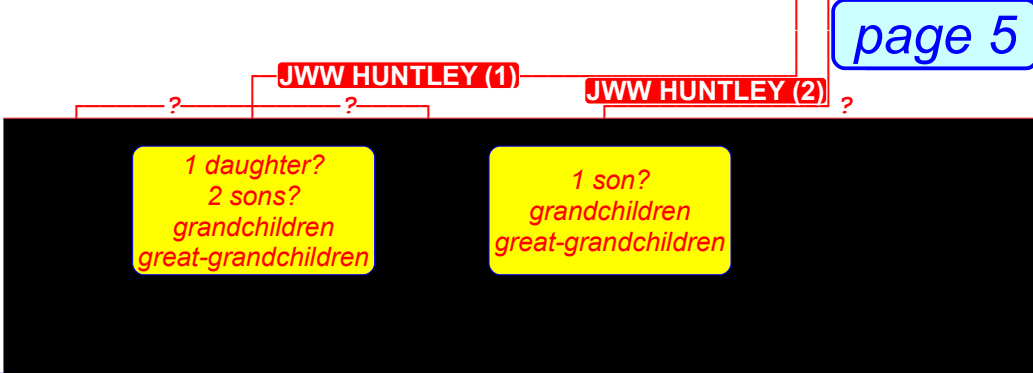 page 5
JWW HUNTLEY (1)
JWW HUNTLEY (2)
? ? ?
1 daughter?
2 sons?
grandchildren
great-grandchildren
1 son?
grandchildren
great-grandchildren